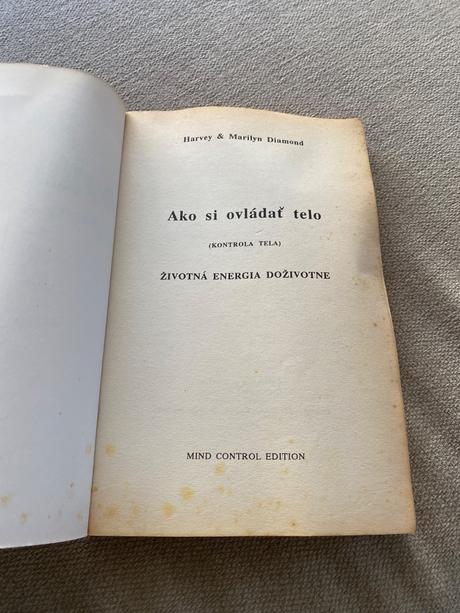 Harvey & Marilyn Diamond
Ako si ovládať telo
(KONTROLA TELA)
ŽIVOTNÁ ENERGIA DOŽIVOTNE
MIND CONTROL EDITION